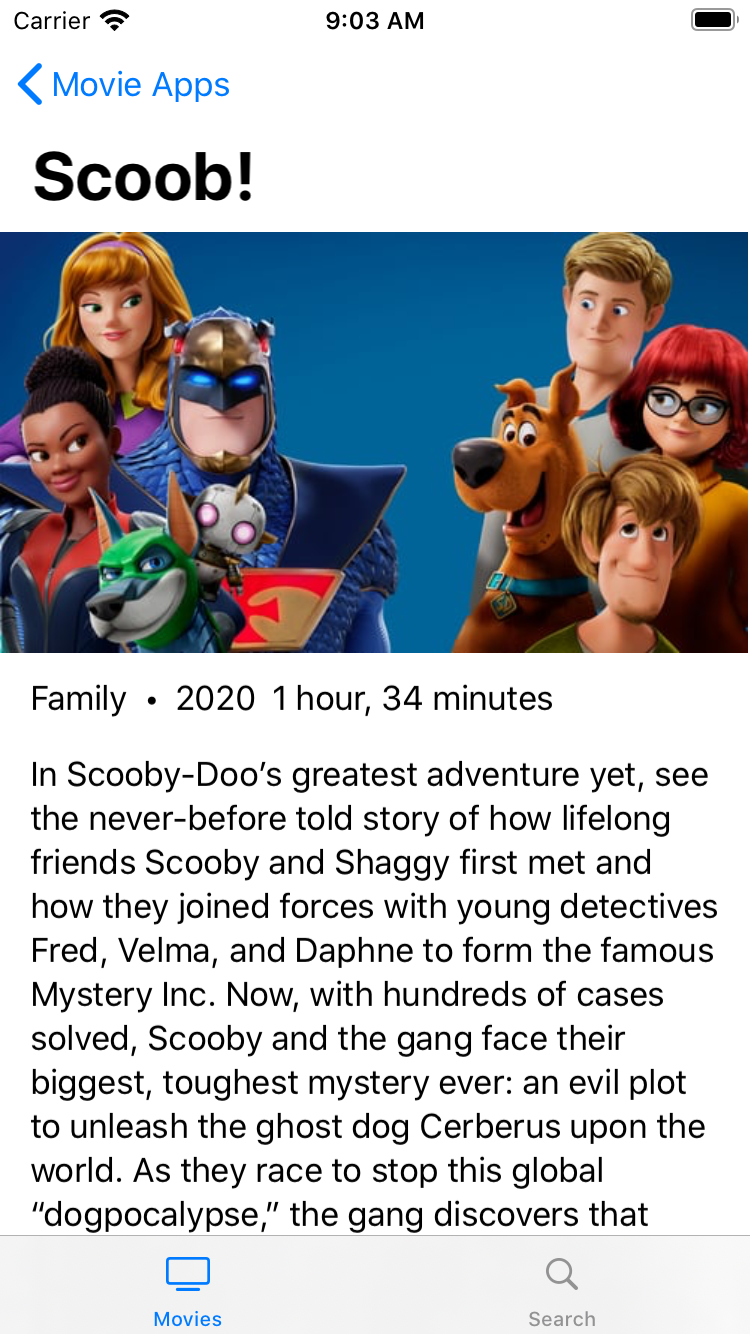 Carrier 9:03 AM
Movie Apps
Scoob!
Family • 2020 1 hour, 34 minutes
In Scooby-Doo’s greatest adventure yet, see
the never-before told story of how lifelong
friends Scooby and Shaggy first met and
how they joined forces with young detectives
Fred, Velma, and Daphne to form the famous
Mystery Inc. Now, with hundreds of cases
solved, Scooby and the gang face their
biggest, toughest mystery ever: an evil plot
to unleash the ghost dog Cerberus upon the
world. As they race to stop this global
“dogpocalypse,” the gang discovers that
Movies Search